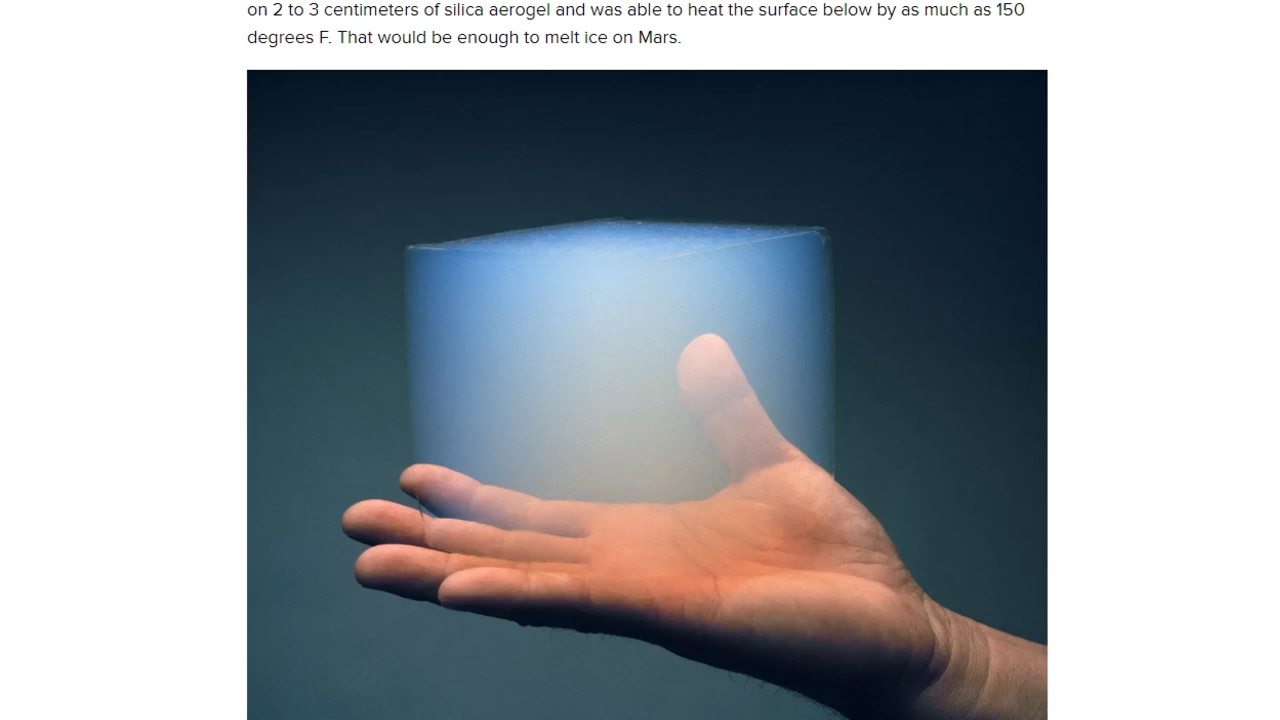 on 2 to 3 centimeters of silica aerogel and was able to heat the surface below by as much as 150
degrees F. That would be enough to melt ice on Mars.